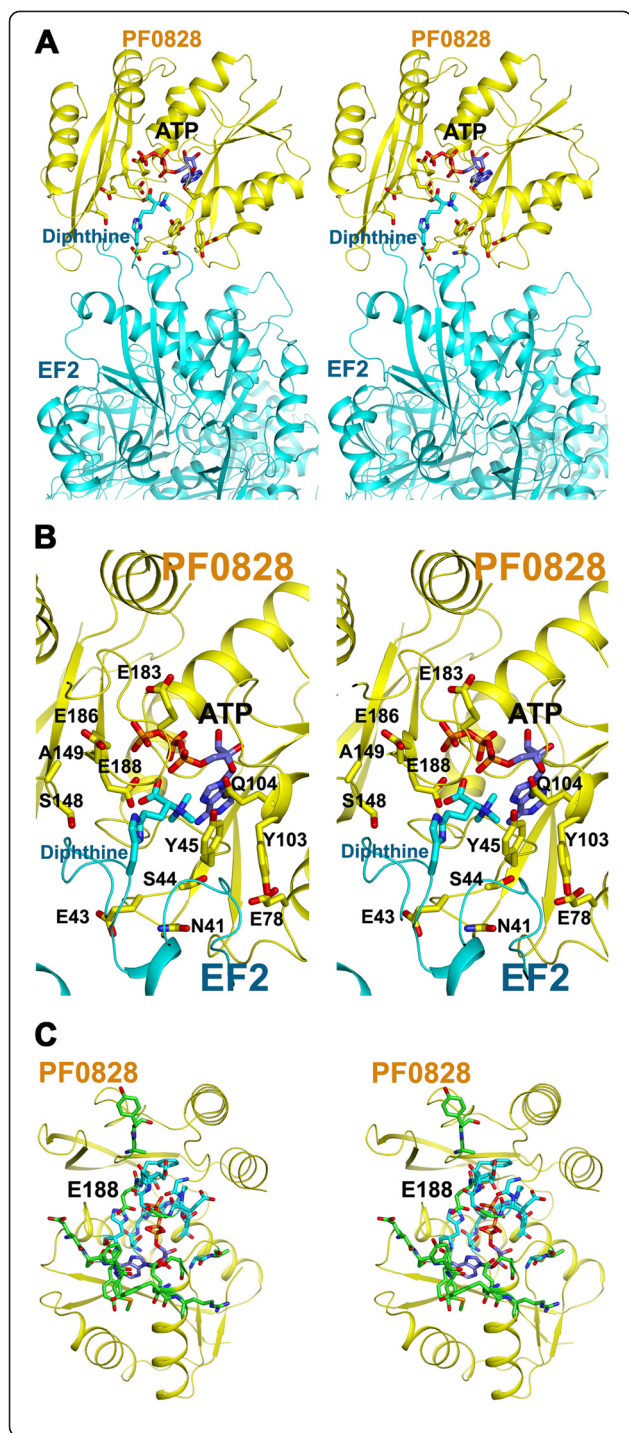 A
PF0828 PF0828
ATP ATP
Diphthine Diphthine
EF2 EF2
B
PF0828 PF0828
E183 E183
ATP ATP
E186 E186
A149 E188 Q104 A149 E188 Q104
S148 S148
Diphthine Y45 Y103 Diphthine Y45 Y103
S44 S44
E43 N41 E78 E43 N41 E78
EF2 EF2
C
PF0828 PF0828
E188 E188